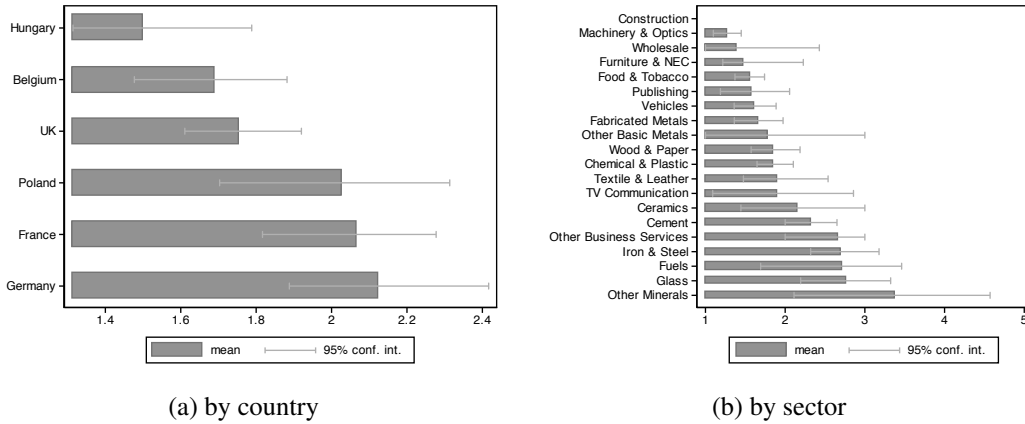 Hungary
Belgium
UK
Poland
France
Germany
1.4 1.6 1.8 2 2.2 2.4
mean 95% conf. int.
(a) by country
Construction
Machinery & Optics
Wholesale
Furniture & NEC
Food & Tobacco
Publishing
Vehicles
Fabricated Metals
Other Basic Metals
Wood & Paper
Chemical & Plastic
Textile & Leather
TV Communication
Ceramics
Cement
Other Business Services
Iron & Steel
Fuels
Glass
Other Minerals
1 2 3 4 5
mean 95% conf. int.
(b) by sector